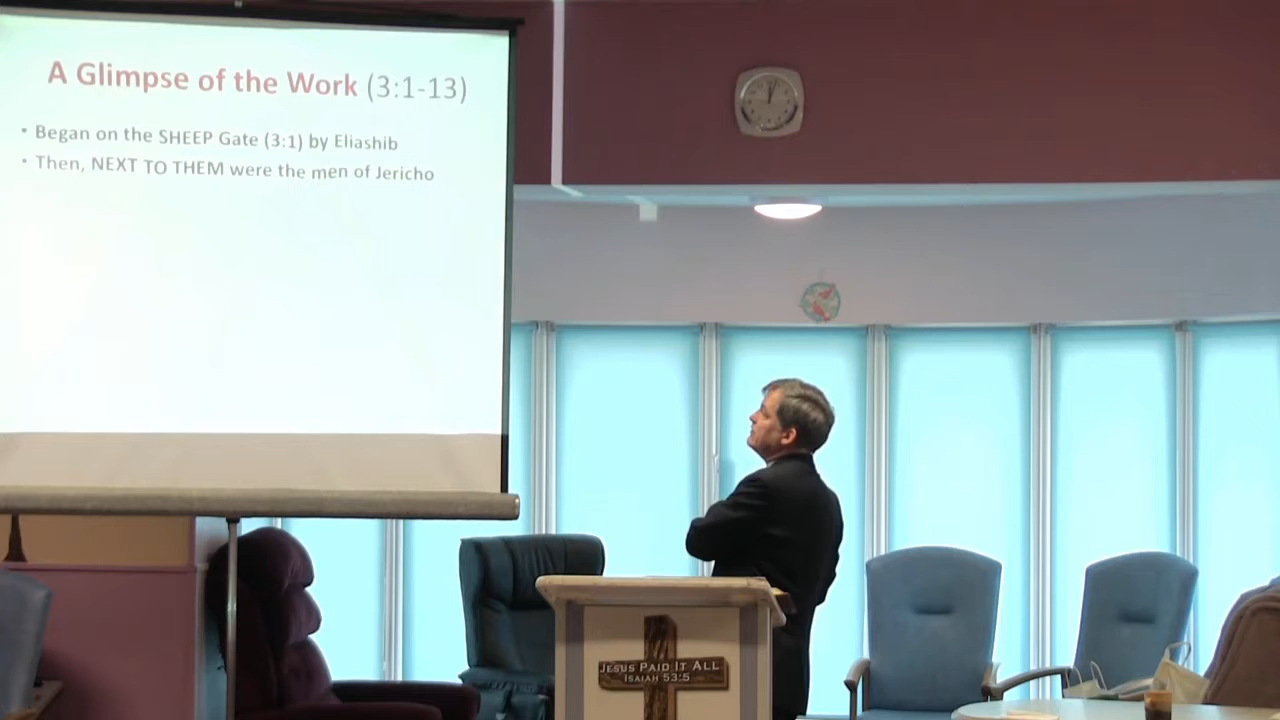 A Glimpse of the Work (3:1-13)
• Began on the SHEEP Gate (3:1) by Eliashib
• Then, NEXT TO THEM were the men of Jericho
JESUS PAID IT ALL
ISAIAH 53:5